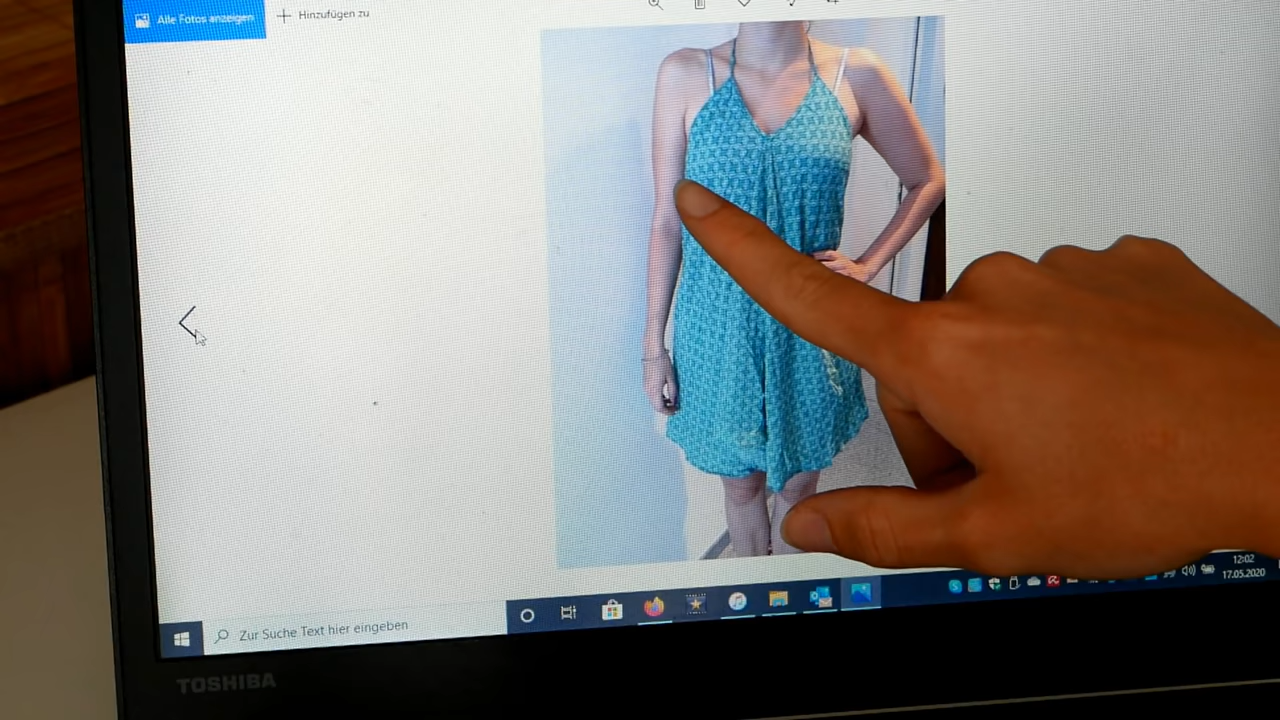 Alle Fotos anzeigen
Hinzufügen zu
12:02
17.05.2020
Zur Suche Text hier eingeben
TOSHIBA